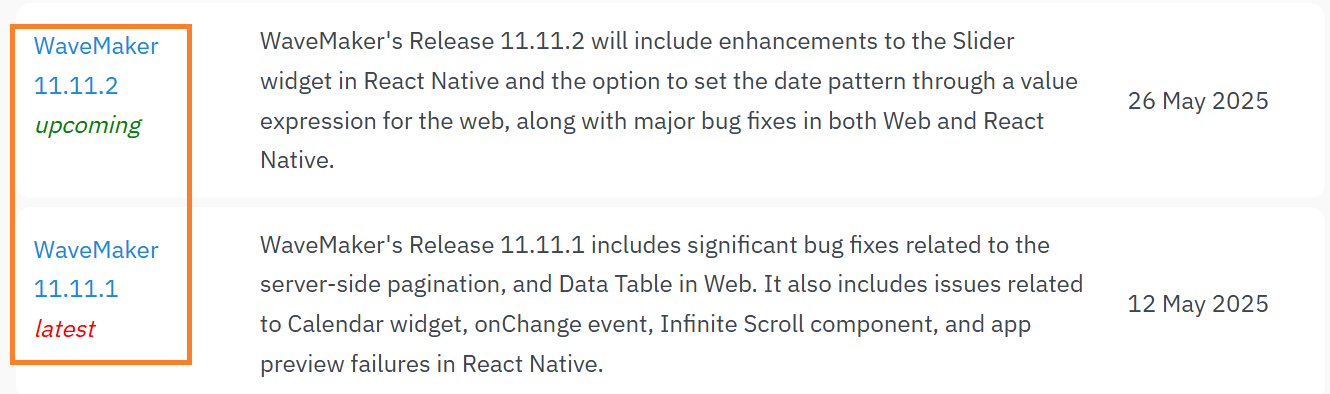 WaveMaker
11.11.2
upcoming
WaveMaker's Release 11.11.2 will include enhancements to the Slider
widget in React Native and the option to set the date pattern through a value
expression for the web, along with major bug fixes in both Web and React
Native.
26 May 2025
WaveMaker
11.11.1
latest
WaveMaker's Release 11.11.1 includes significant bug fixes related to the
server-side pagination, and Data Table in Web. It also includes issues related
to Calendar widget, onChange event, Infinite Scroll component, and app
preview failures in React Native.
12 May 2025